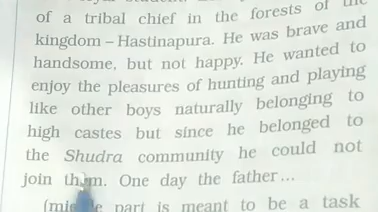 of a tribal chief in the forests of the
kingdom – Hastinapura. He was brave and
handsome, but not happy. He wanted to
enjoy the pleasures of hunting and playing
like other boys naturally belonging to
high castes but since he belonged to
the Shudra community he could not
join them. One day the father...
part is meant to be a task